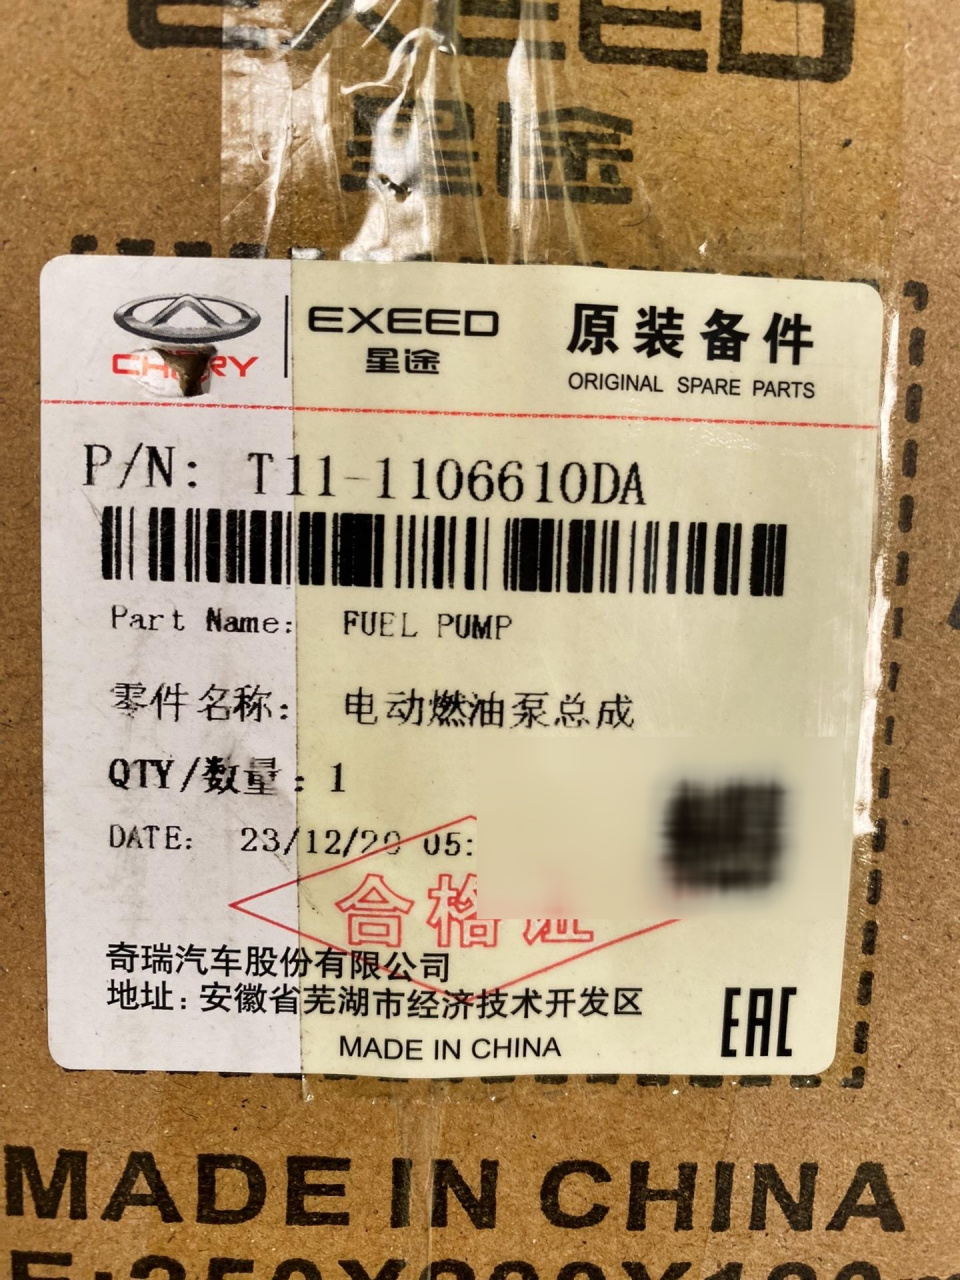 EXEED
星途
CHERY
EXEED
星途
原装备件
ORIGINAL SPARE PARTS
P/N: T11-1106610DA
Part Name: FUEL PUMP
零件名称: 电动燃油泵总成
QTY/数量: 1
DATE: 23/12/20 05:
合格证
奇瑞汽车股份有限公司
地址: 安徽省芜湖市经济技术开发区
MADE IN CHINA
EAC
MADE IN CHINA